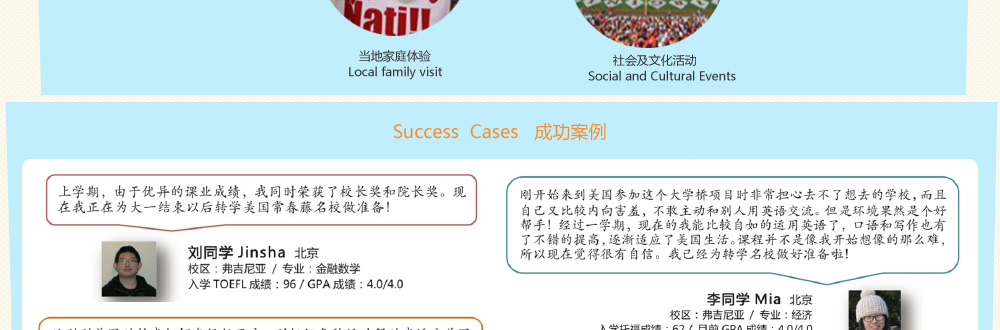 Natili
当地家庭体验
Local family visit
社会及文化活动
Social and Cultural Events
Success Cases 成功案例
上学期，由于优异的课业成绩，我同时荣获了校长奖和院长奖。现
在我正在为大一结束以后转学美国常春藤名校做准备！
刘同学 Jinsha 北京
校区：弗吉尼亚 / 专业：金融数学
入学 TOEFL 成绩：96 / GPA 成绩：4.0/4.0
刚开始来到美国参加这个大学桥项目时非常担心去不了想去的学校，而且
自己又比较内向害羞，不敢主动和别人用英语交流。但是环境果然是个好
帮手！经过一学期，现在的我能比较自如的运用英语了，口语和写作也有
了不错的提高，逐渐适应了美国生活。课程并不是像我开始想像的那么难，
所以现在觉得很有自信。我已经为转学名校做好准备啦！
李同学 Mia 北京
校区：弗吉尼亚 / 专业：经济
入学托福成绩：62 / 目前 GPA 成绩：4.0/4.0